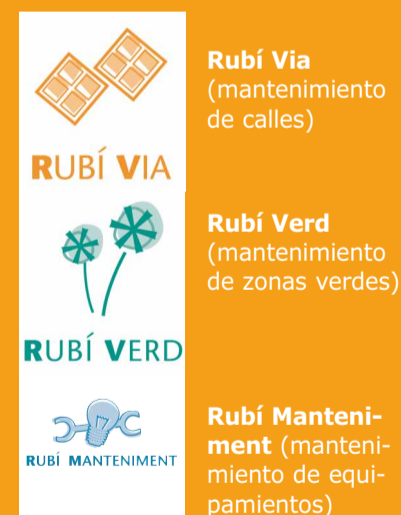 Rubí Via
(mantenimiento
de calles)
RUBÍ VIA
Rubí Verd
(mantenimiento
de zonas verdes)
RUBÍ VERD
Rubí Manteni-
ment (manteni-
miento de equi-
pamientos)
RUBÍ MANTENIMENT